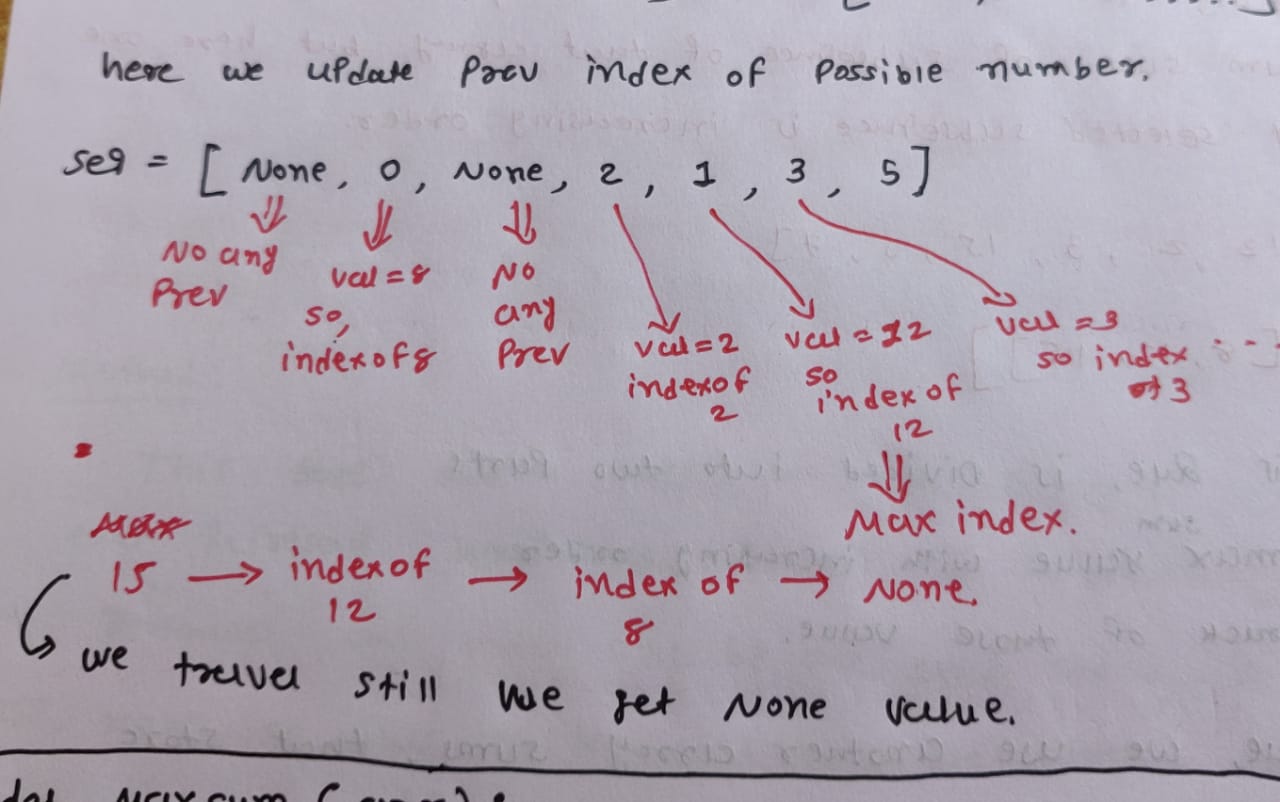 here we update Prev index of possible number.
seq = [ None, 0, None, 2, 1, 3, 5]
No any
Prev
val = 8
so,
index of 8
No
any
Prev
val = 2
index of
2
val = 12
so
index of
12
val = 3
so index
of 3
Max index.
15 → index of 12 → index of 8 → None.
we travel still we get None value.